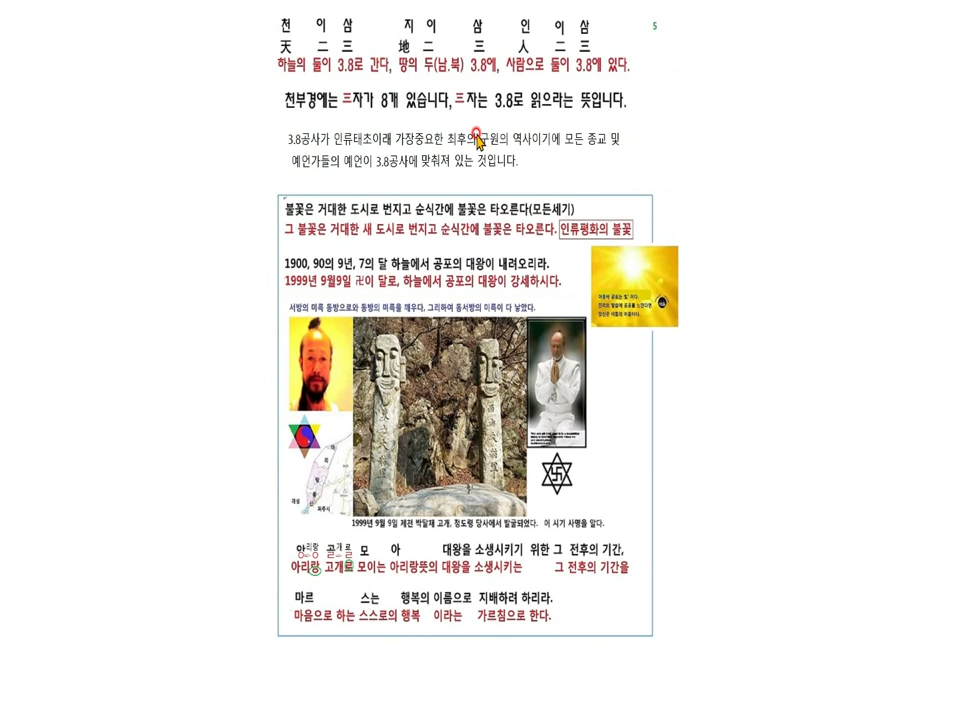 천 이 삼 지 이 삼 인 이 삼
5
天 二 三 地 二 三 人 二 三
하늘의 둘이 3.8로 간다, 땅의 두(남.북) 3.8에, 사람으로 둘이 3.8에 있다.
천부경에는 三자가 8개 있습니다, 三자는 3.8로 읽으라는 뜻입니다.
3.8공사가 인류태초이래 가장중요한 최후의 구원의 역사이기에 모든 종교 및
예언가들의 예언이 3.8공사에 맞춰져 있는 것입니다.
불꽃은 거대한 도시로 번지고 순식간에 불꽃은 타오른다(모든세기)
그 불꽃은 거대한 새 도시로 번지고 순식간에 불꽃은 타오른다. 인류평화의 불꽃
1900, 90의 9년, 7의 달 하늘에서 공포의 대왕이 내려오리라.
1999년 9월9일 卍이 달로, 하늘에서 공포의 대왕이 강세하시다.
서방의 미륵 동방으로와 동방의 미륵을 깨우다, 그리하여 동서방의 미륵이 다 낳았다.
1999년 9월 9일 제천 박달재 고개, 정도령 당사에서 발굴되었다. 이 시기 사명을 알다.
앙리랑 골개를 모 아 대왕을 소생시키기 위한 그 전후의 기간,
아리랑 고개로 모이는 아리랑뜻의 대왕을 소생시키는 그 전후의 기간을
마르 스는 행복의 이름으로 지배하려 하리라.
마음으로 하는 스스로의 행복 이라는 가르침으로 한다.